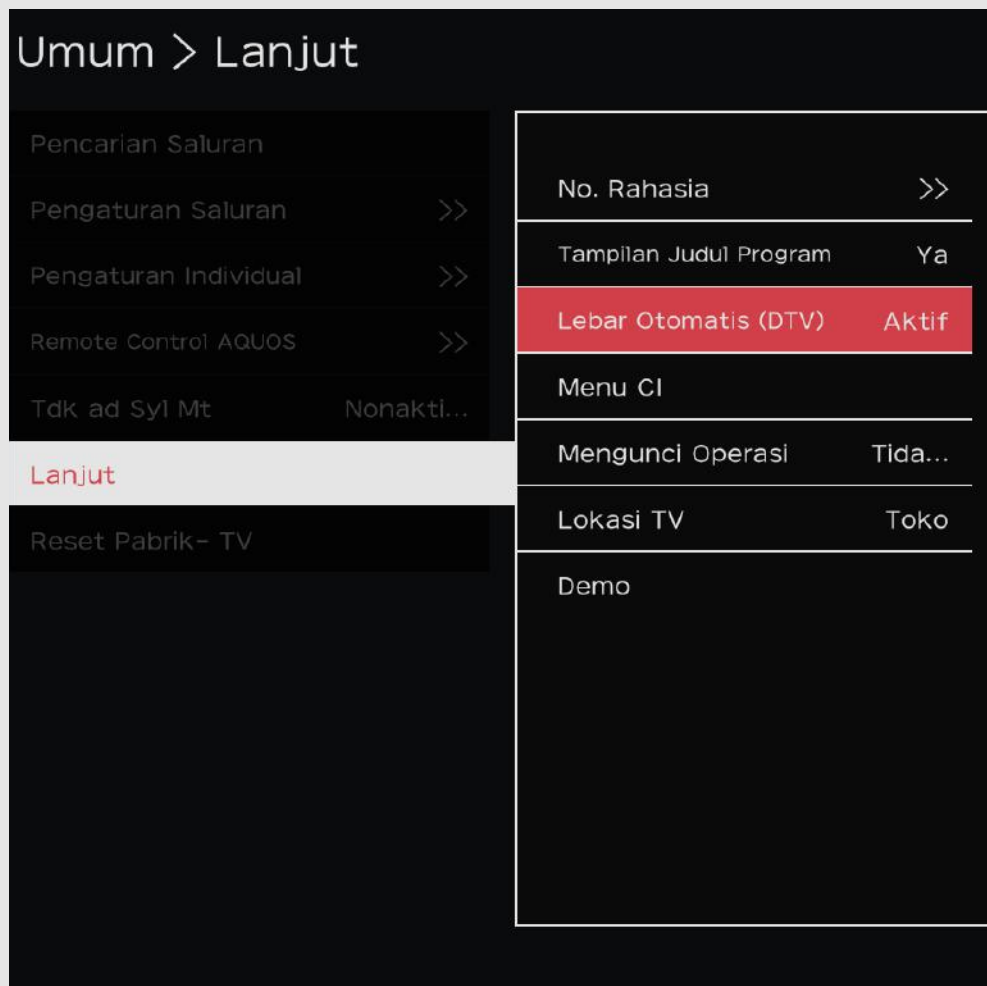 Umum > Lanjut
Pencarian Saluran
Pengaturan Saluran >>
Pengaturan Individual >>
Remote Control AQUOS >>
Tdk ad Syl Mt Nonakti...
Lanjut
Reset Pabrik- TV
No. Rahasia >>
Tampilan Judul Program Ya
Lebar Otomatis (DTV) Aktif
Menu CI
Mengunci Operasi Tida...
Lokasi TV Toko
Demo